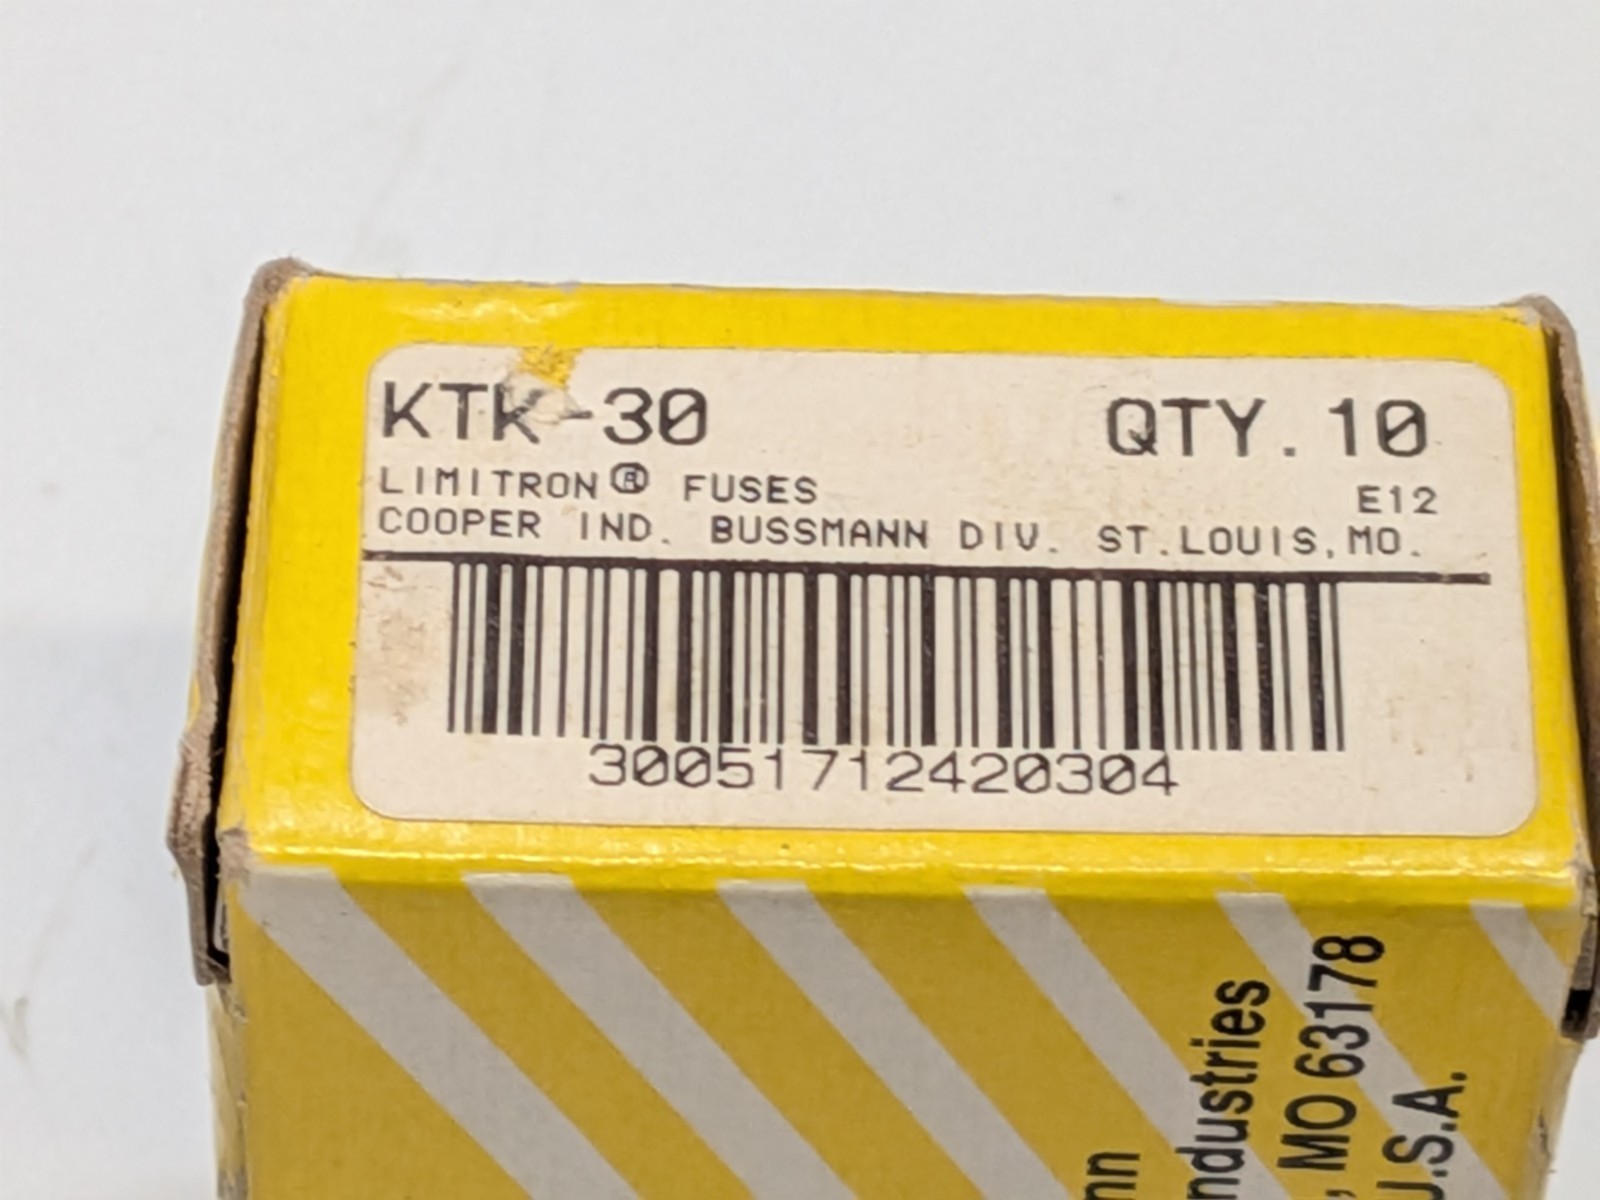 KTK-30 QTY.10
LIMITRON® FUSES E12
COOPER IND. BUSSMANN DIV. ST.LOUIS,MO.
30051712420304
ndustries
, MO 63178
U.S.A.